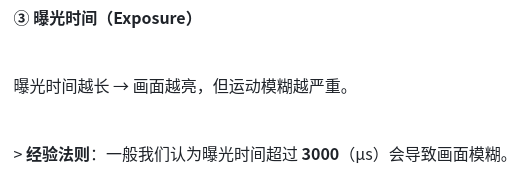 ③ 曝光时间（Exposure）
曝光时间越长 → 画面越亮，但运动模糊越严重。
> 经验法则：一般我们认为曝光时间超过 3000（μs）会导致画面模糊。